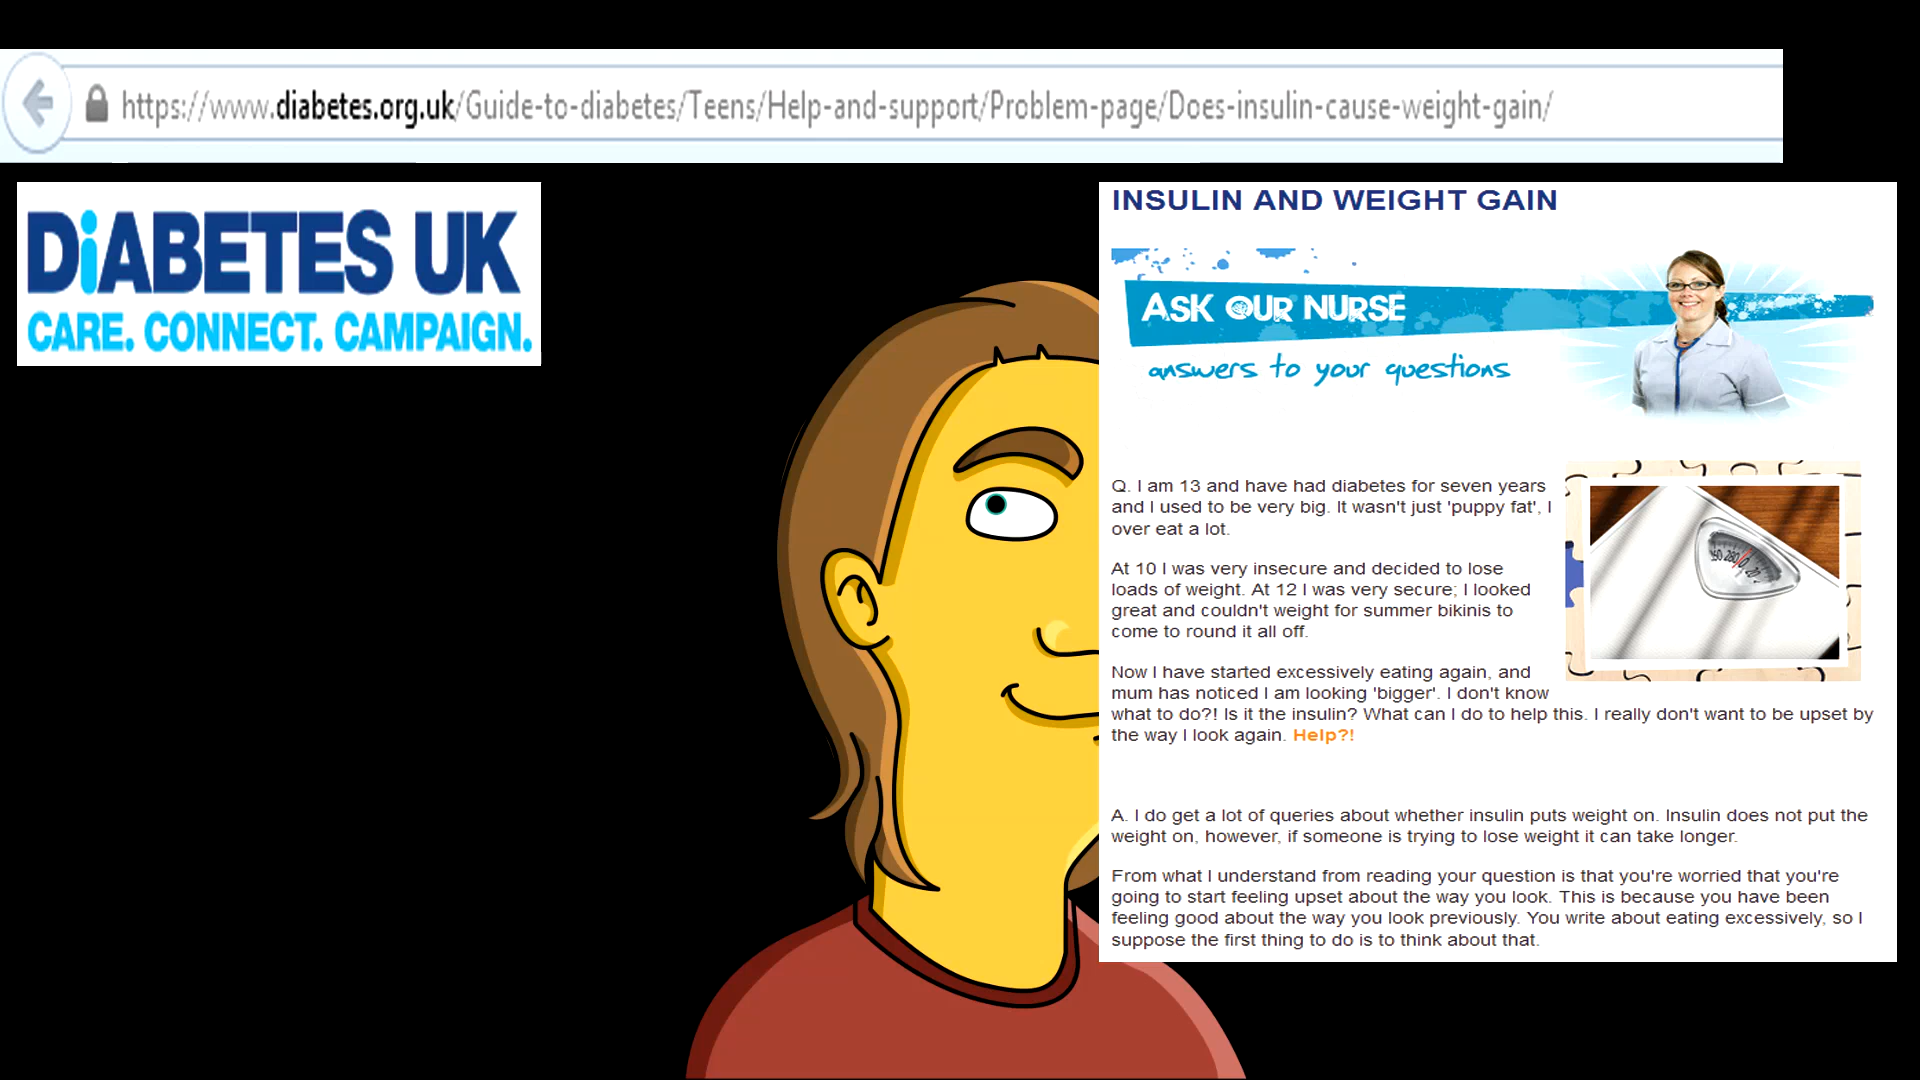 https://www.diabetes.org.uk/Guide-to-diabetes/Teens/Help-and-support/Problem-page/Does-insulin-cause-weight-gain/
DiABETES UK
CARE. CONNECT. CAMPAIGN.
INSULIN AND WEIGHT GAIN
ASK OUR NURSE
answers to your questions
Q. I am 13 and have had diabetes for seven years
and I used to be very big. It wasn't just 'puppy fat', I
over eat a lot.
At 10 I was very insecure and decided to lose
loads of weight. At 12 I was very secure; I looked
great and couldn't weight for summer bikinis to
come to round it all off.
Now I have started excessively eating again, and
mum has noticed I am looking 'bigger'. I don't know
what to do?! Is it the insulin? What can I do to help this. I really don't want to be upset by
the way I look again. Help?!
A. I do get a lot of queries about whether insulin puts weight on. Insulin does not put the
weight on, however, if someone is trying to lose weight it can take longer.
From what I understand from reading your question is that you're worried that you're
going to start feeling upset about the way you look. This is because you have been
feeling good about the way you look previously. You write about eating excessively, so I
suppose the first thing to do is to think about that.